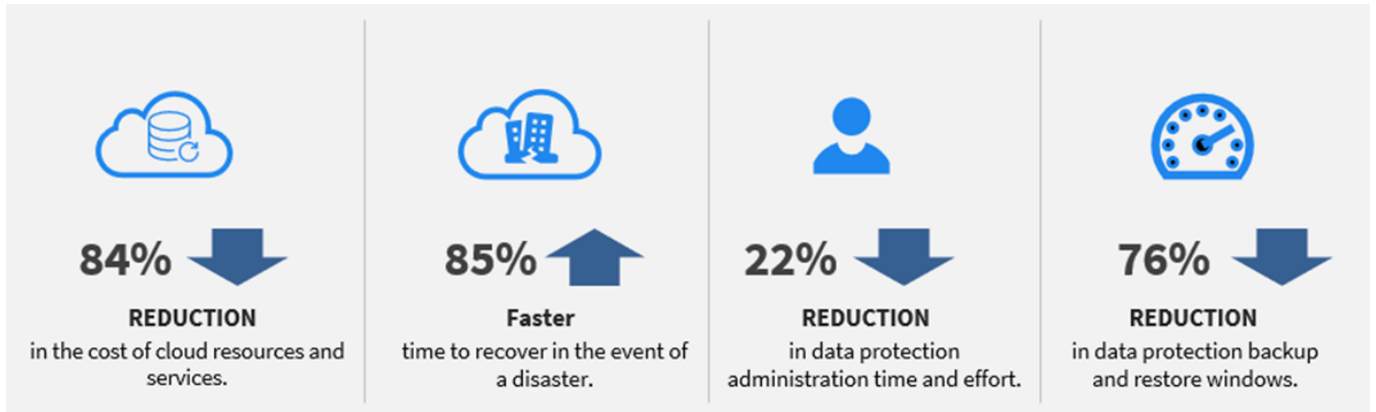 84%
REDUCTION
in the cost of cloud resources and
services.
85%
Faster
time to recover in the event of
a disaster.
22%
REDUCTION
in data protection
administration time and effort.
76%
REDUCTION
in data protection backup
and restore windows.